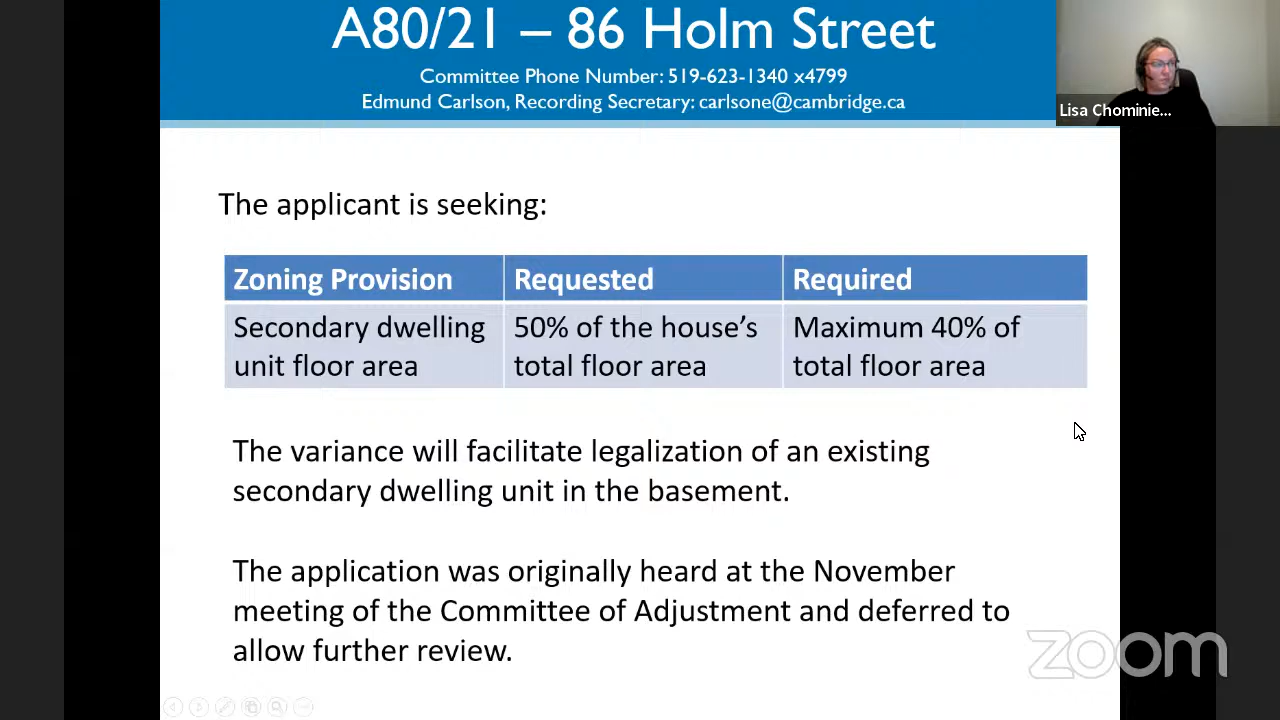 A80/21 – 86 Holm Street
Committee Phone Number: 519-623-1340 x4799
Edmund Carlson, Recording Secretary: carlsone@cambridge.ca
Lisa Chominie...
The applicant is seeking:
Zoning Provision Requested Required
Secondary dwelling 50% of the house’s Maximum 40% of
unit floor area total floor area total floor area
The variance will facilitate legalization of an existing
secondary dwelling unit in the basement.
The application was originally heard at the November
meeting of the Committee of Adjustment and deferred to
allow further review.
zoom